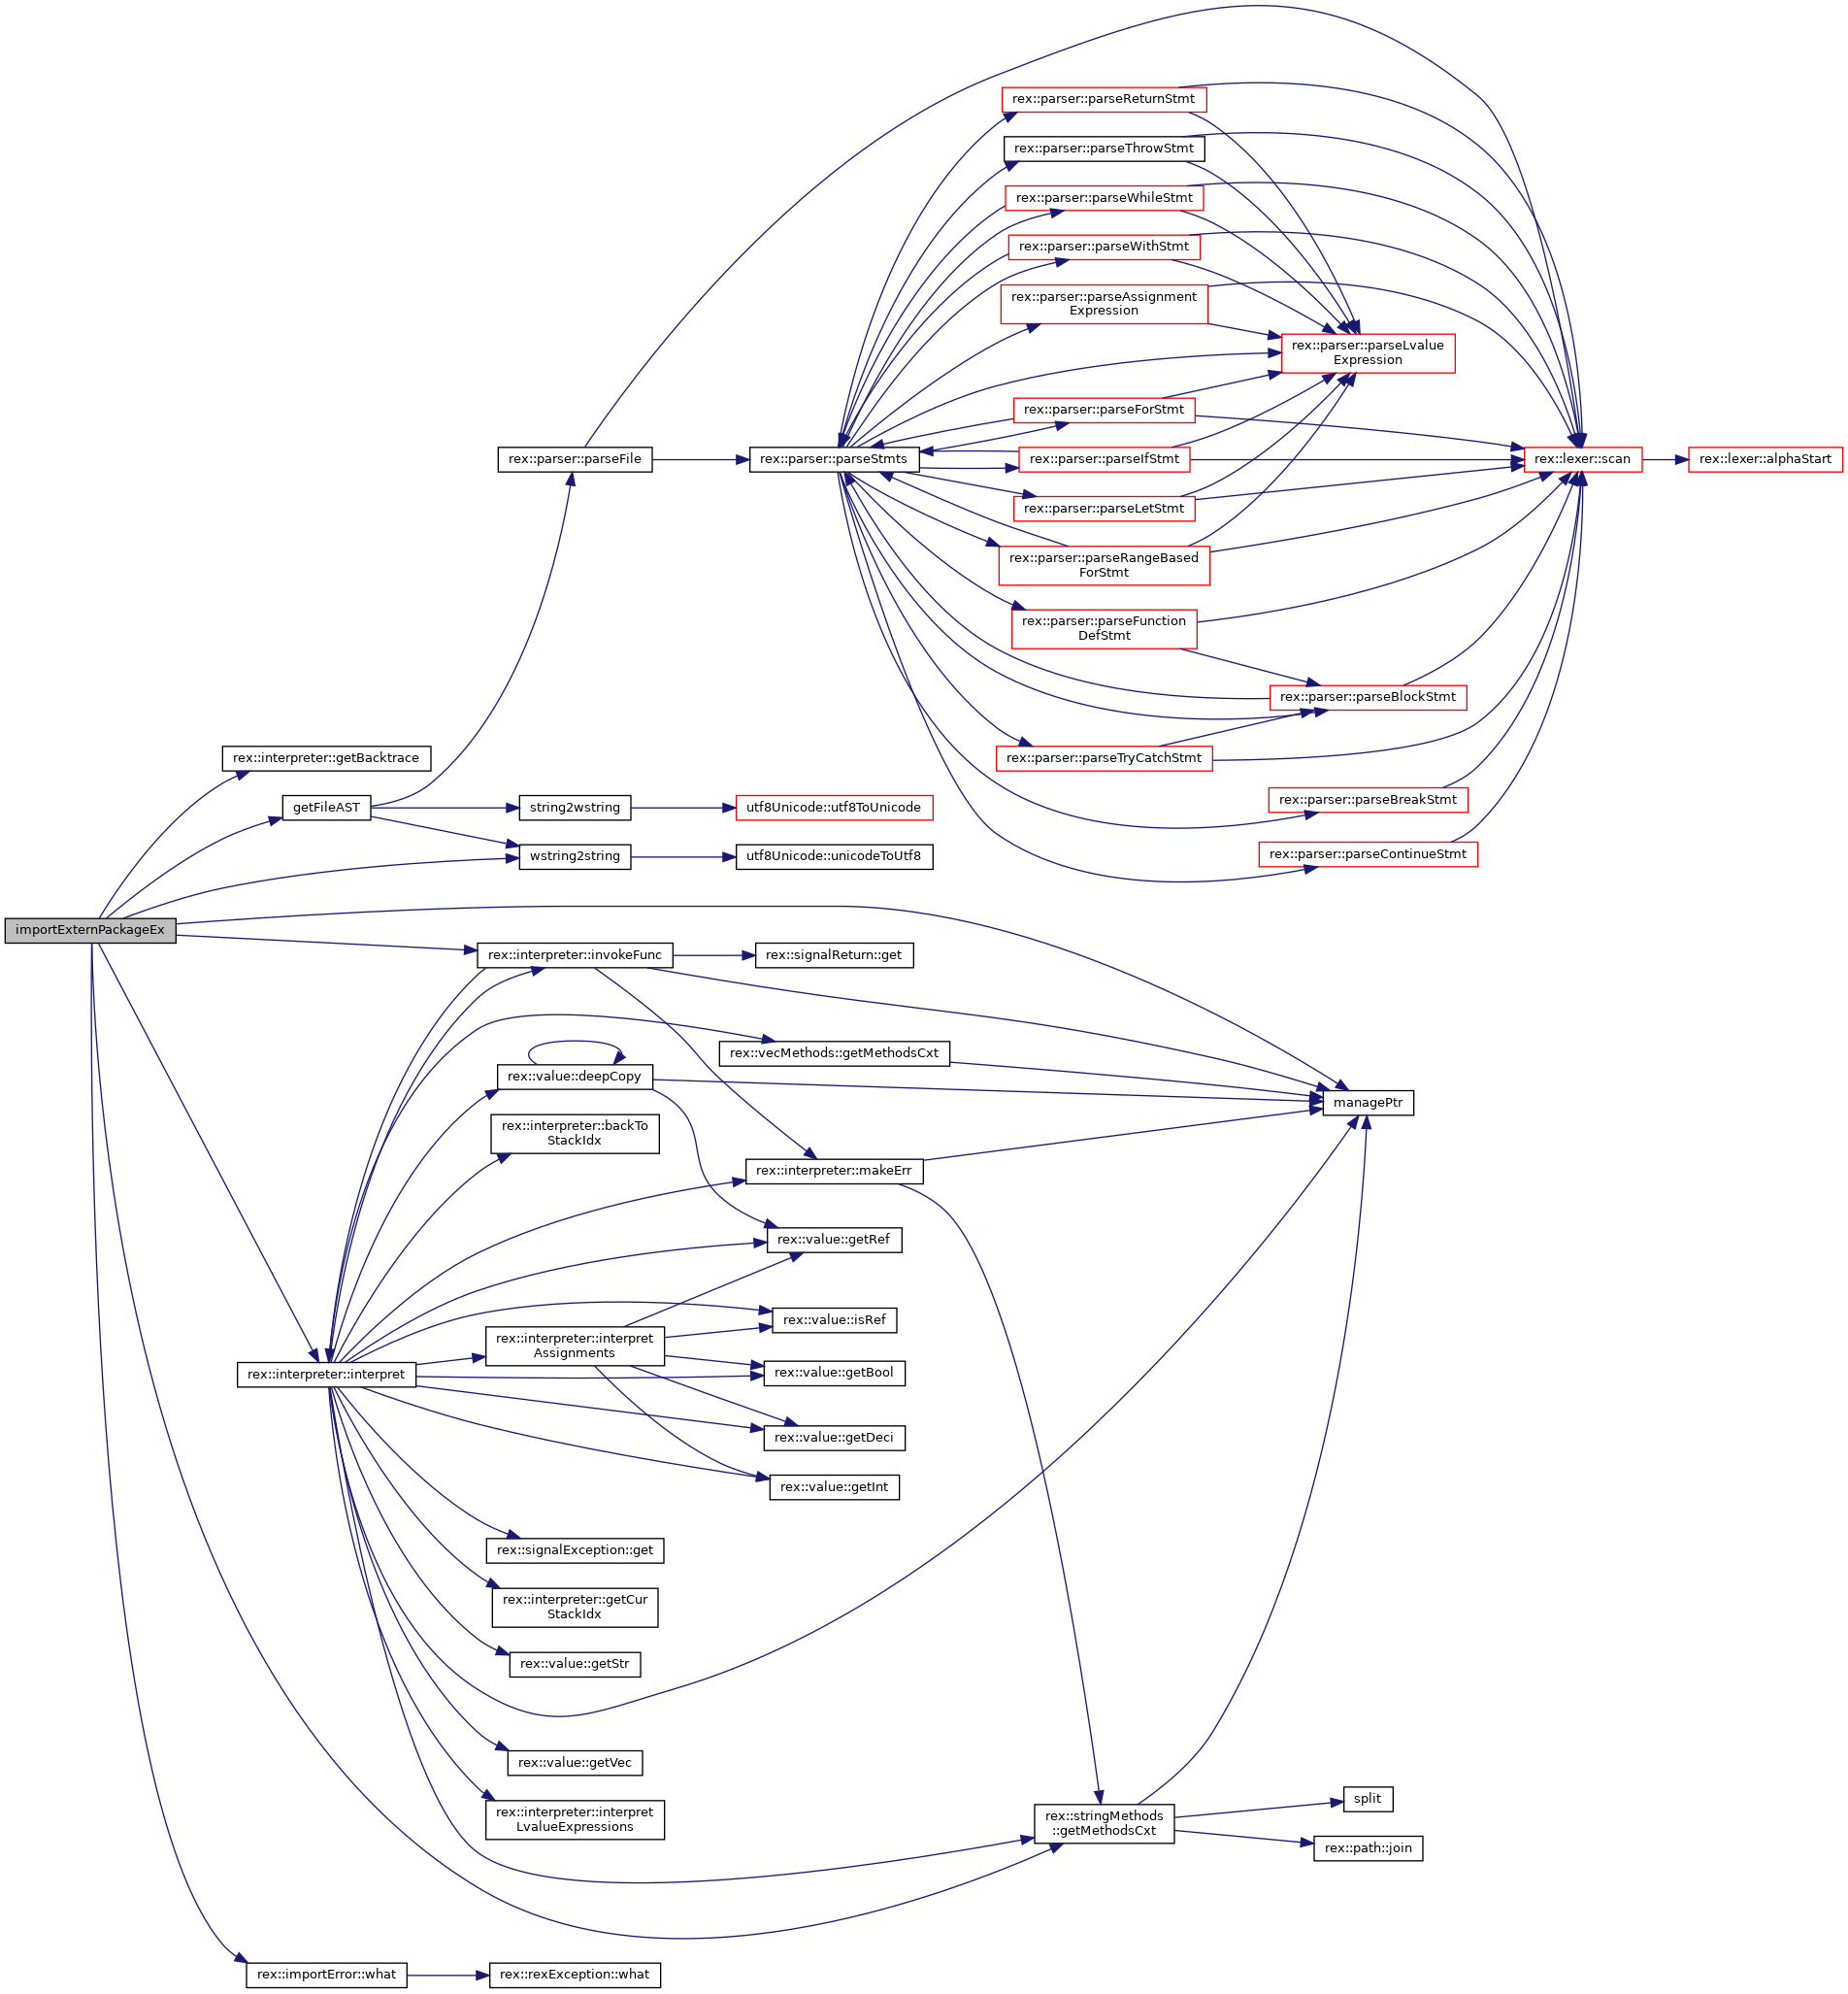 rex::parser::parseReturnStmt
rex::parser::parseThrowStmt
rex::parser::parseWhileStmt
rex::parser::parseWithStmt
rex::parser::parseAssignment
Expression
rex::parser::parseLvalue
Expression
rex::parser::parseForStmt
rex::parser::parseFile
rex::parser::parseStmts
rex::parser::parseIfStmt
rex::lexer::scan
rex::lexer::alphaStart
rex::parser::parseLetStmt
rex::parser::parseRangeBased
ForStmt
rex::parser::parseFunction
DefStmt
rex::parser::parseBlockStmt
rex::interpreter::getBacktrace
rex::parser::parseTryCatchStmt
getFileAST
string2wstring
utf8Unicode::utf8ToUnicode
rex::parser::parseBreakStmt
wstring2string
utf8Unicode::unicodeToUtf8
rex::parser::parseContinueStmt
importExternPackageEx
rex::interpreter::invokeFunc
rex::signalReturn::get
rex::vecMethods::getMethodsCxt
rex::value::deepCopy
managePtr
rex::interpreter::backTo
StackIdx
rex::interpreter::makeErr
rex::value::getRef
rex::value::isRef
rex::interpreter::interpret
Assignments
rex::interpreter::interpret
rex::value::getBool
rex::value::getDeci
rex::value::getInt
rex::signalException::get
rex::interpreter::getCur
StackIdx
rex::value::getStr
rex::value::getVec
rex::interpreter::interpret
LvalueExpressions
split
rex::stringMethods
::getMethodsCxt
rex::path::join
rex::importError::what
rex::rexException::what